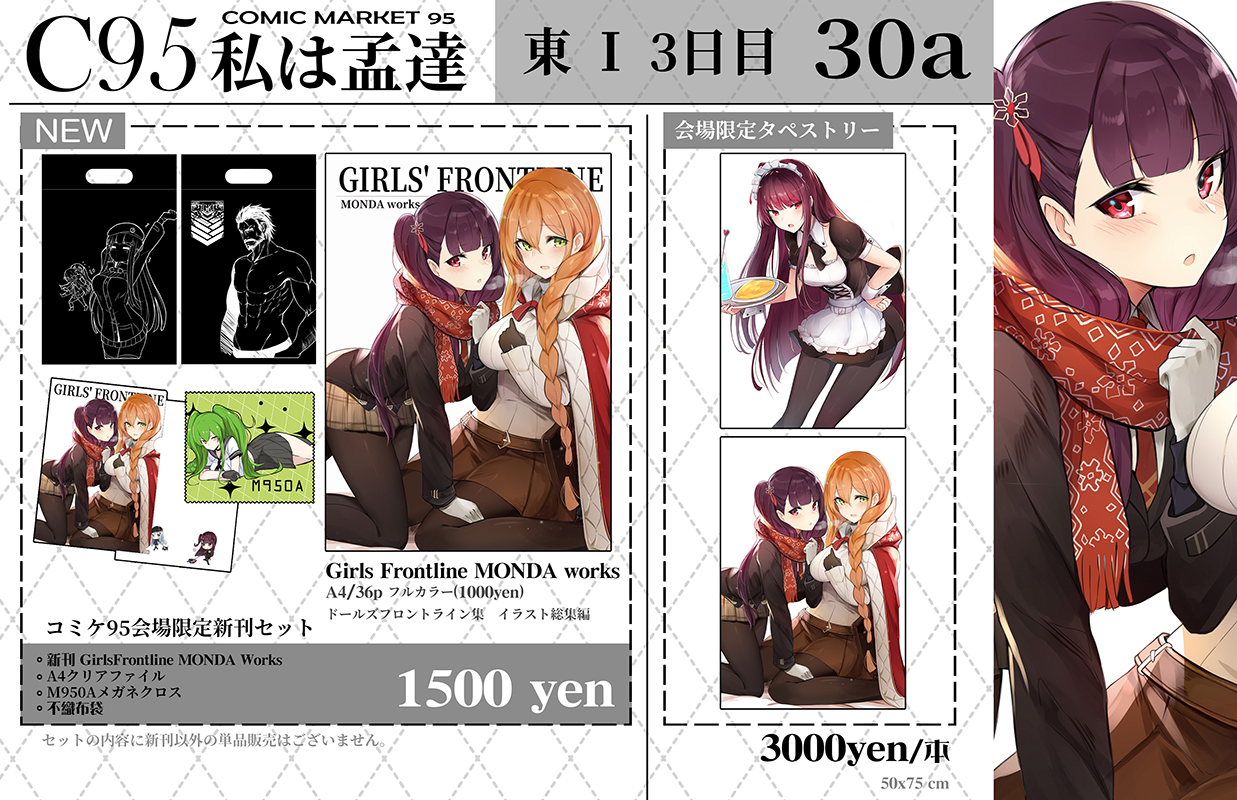 C95
COMIC MARKET 95
私は孟達
東 I 3日目 30a
NEW
GIRLS' FRONTLINE
MONDA works
GIRLS' FRONTLINE
M950A
Girls Frontline MONDA works
A4/36p フルカラー(1000yen)
ドールズフロントライン集 イラスト総集編
コミケ95会場限定新刊セット
新刊 GirlsFrontline MONDA Works
A4クリアファイル
M950Aメガネクロス
不織布袋
1500 yen
セットの内容に新刊以外の単品販売はございません。
会場限定タペストリー
3000yen/本
50x75 cm